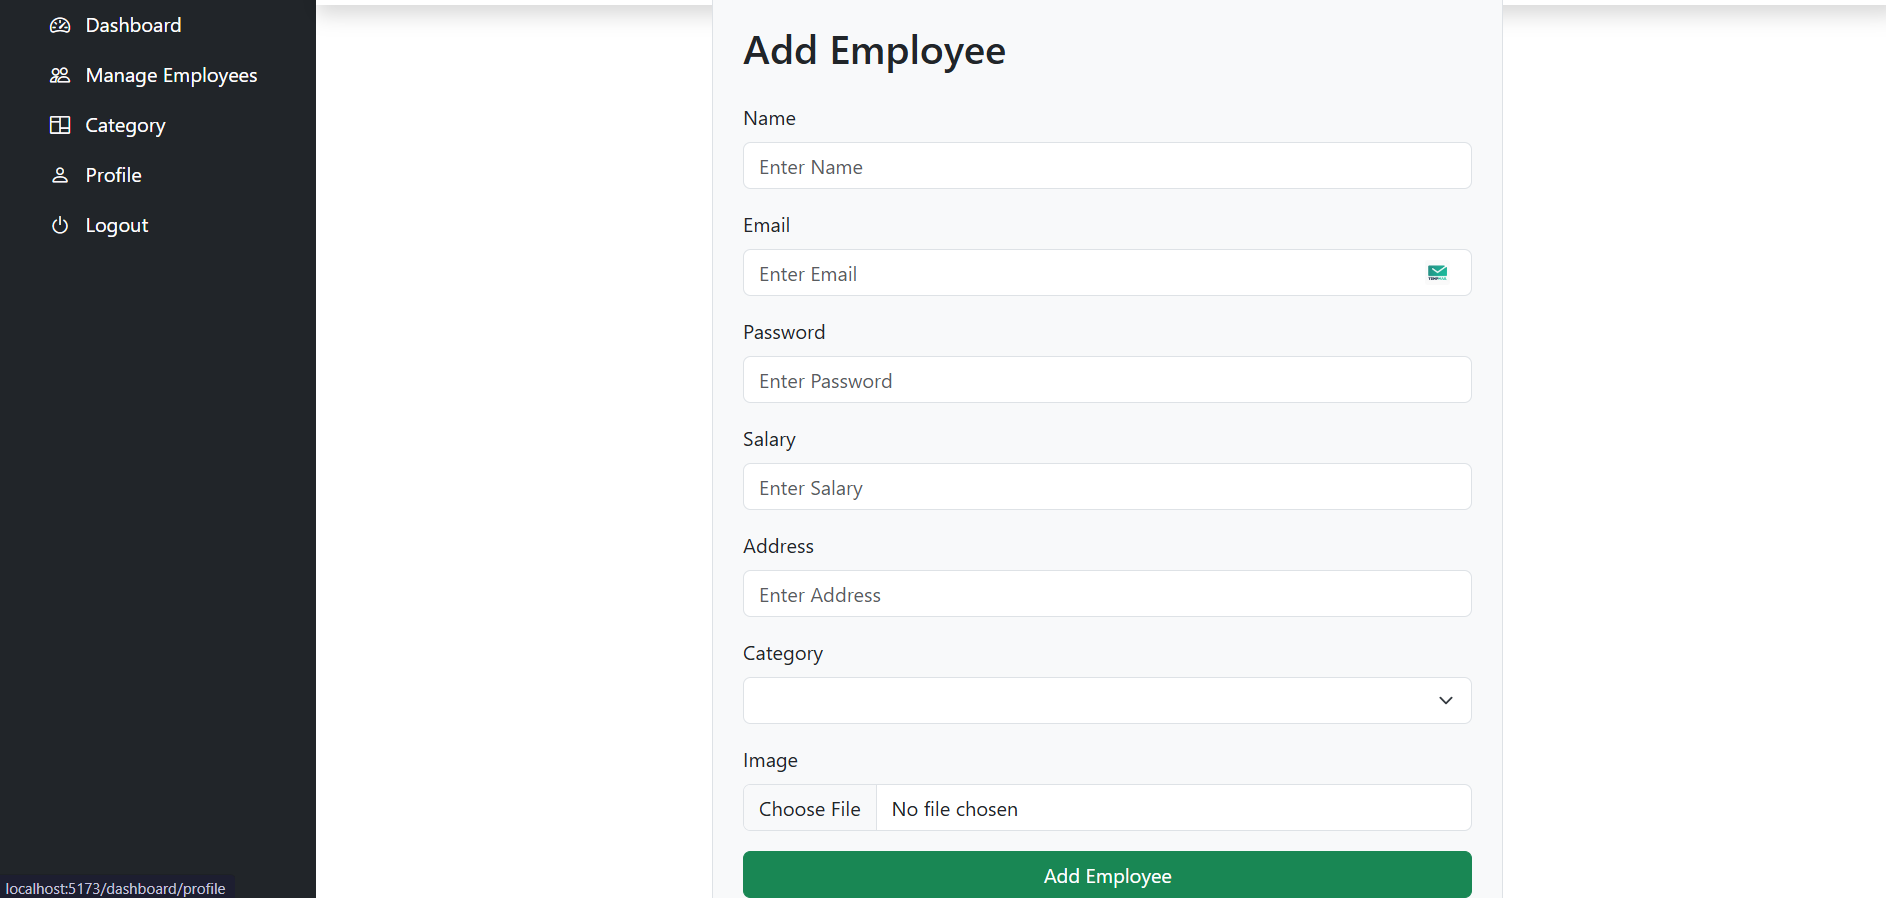 Dashboard
Manage Employees
Category
Profile
Logout
Add Employee
Name
Enter Name
Email
Enter Email
Password
Enter Password
Salary
Enter Salary
Address
Enter Address
Category
Image
Choose File
No file chosen
Add Employee
localhost:5173/dashboard/profile